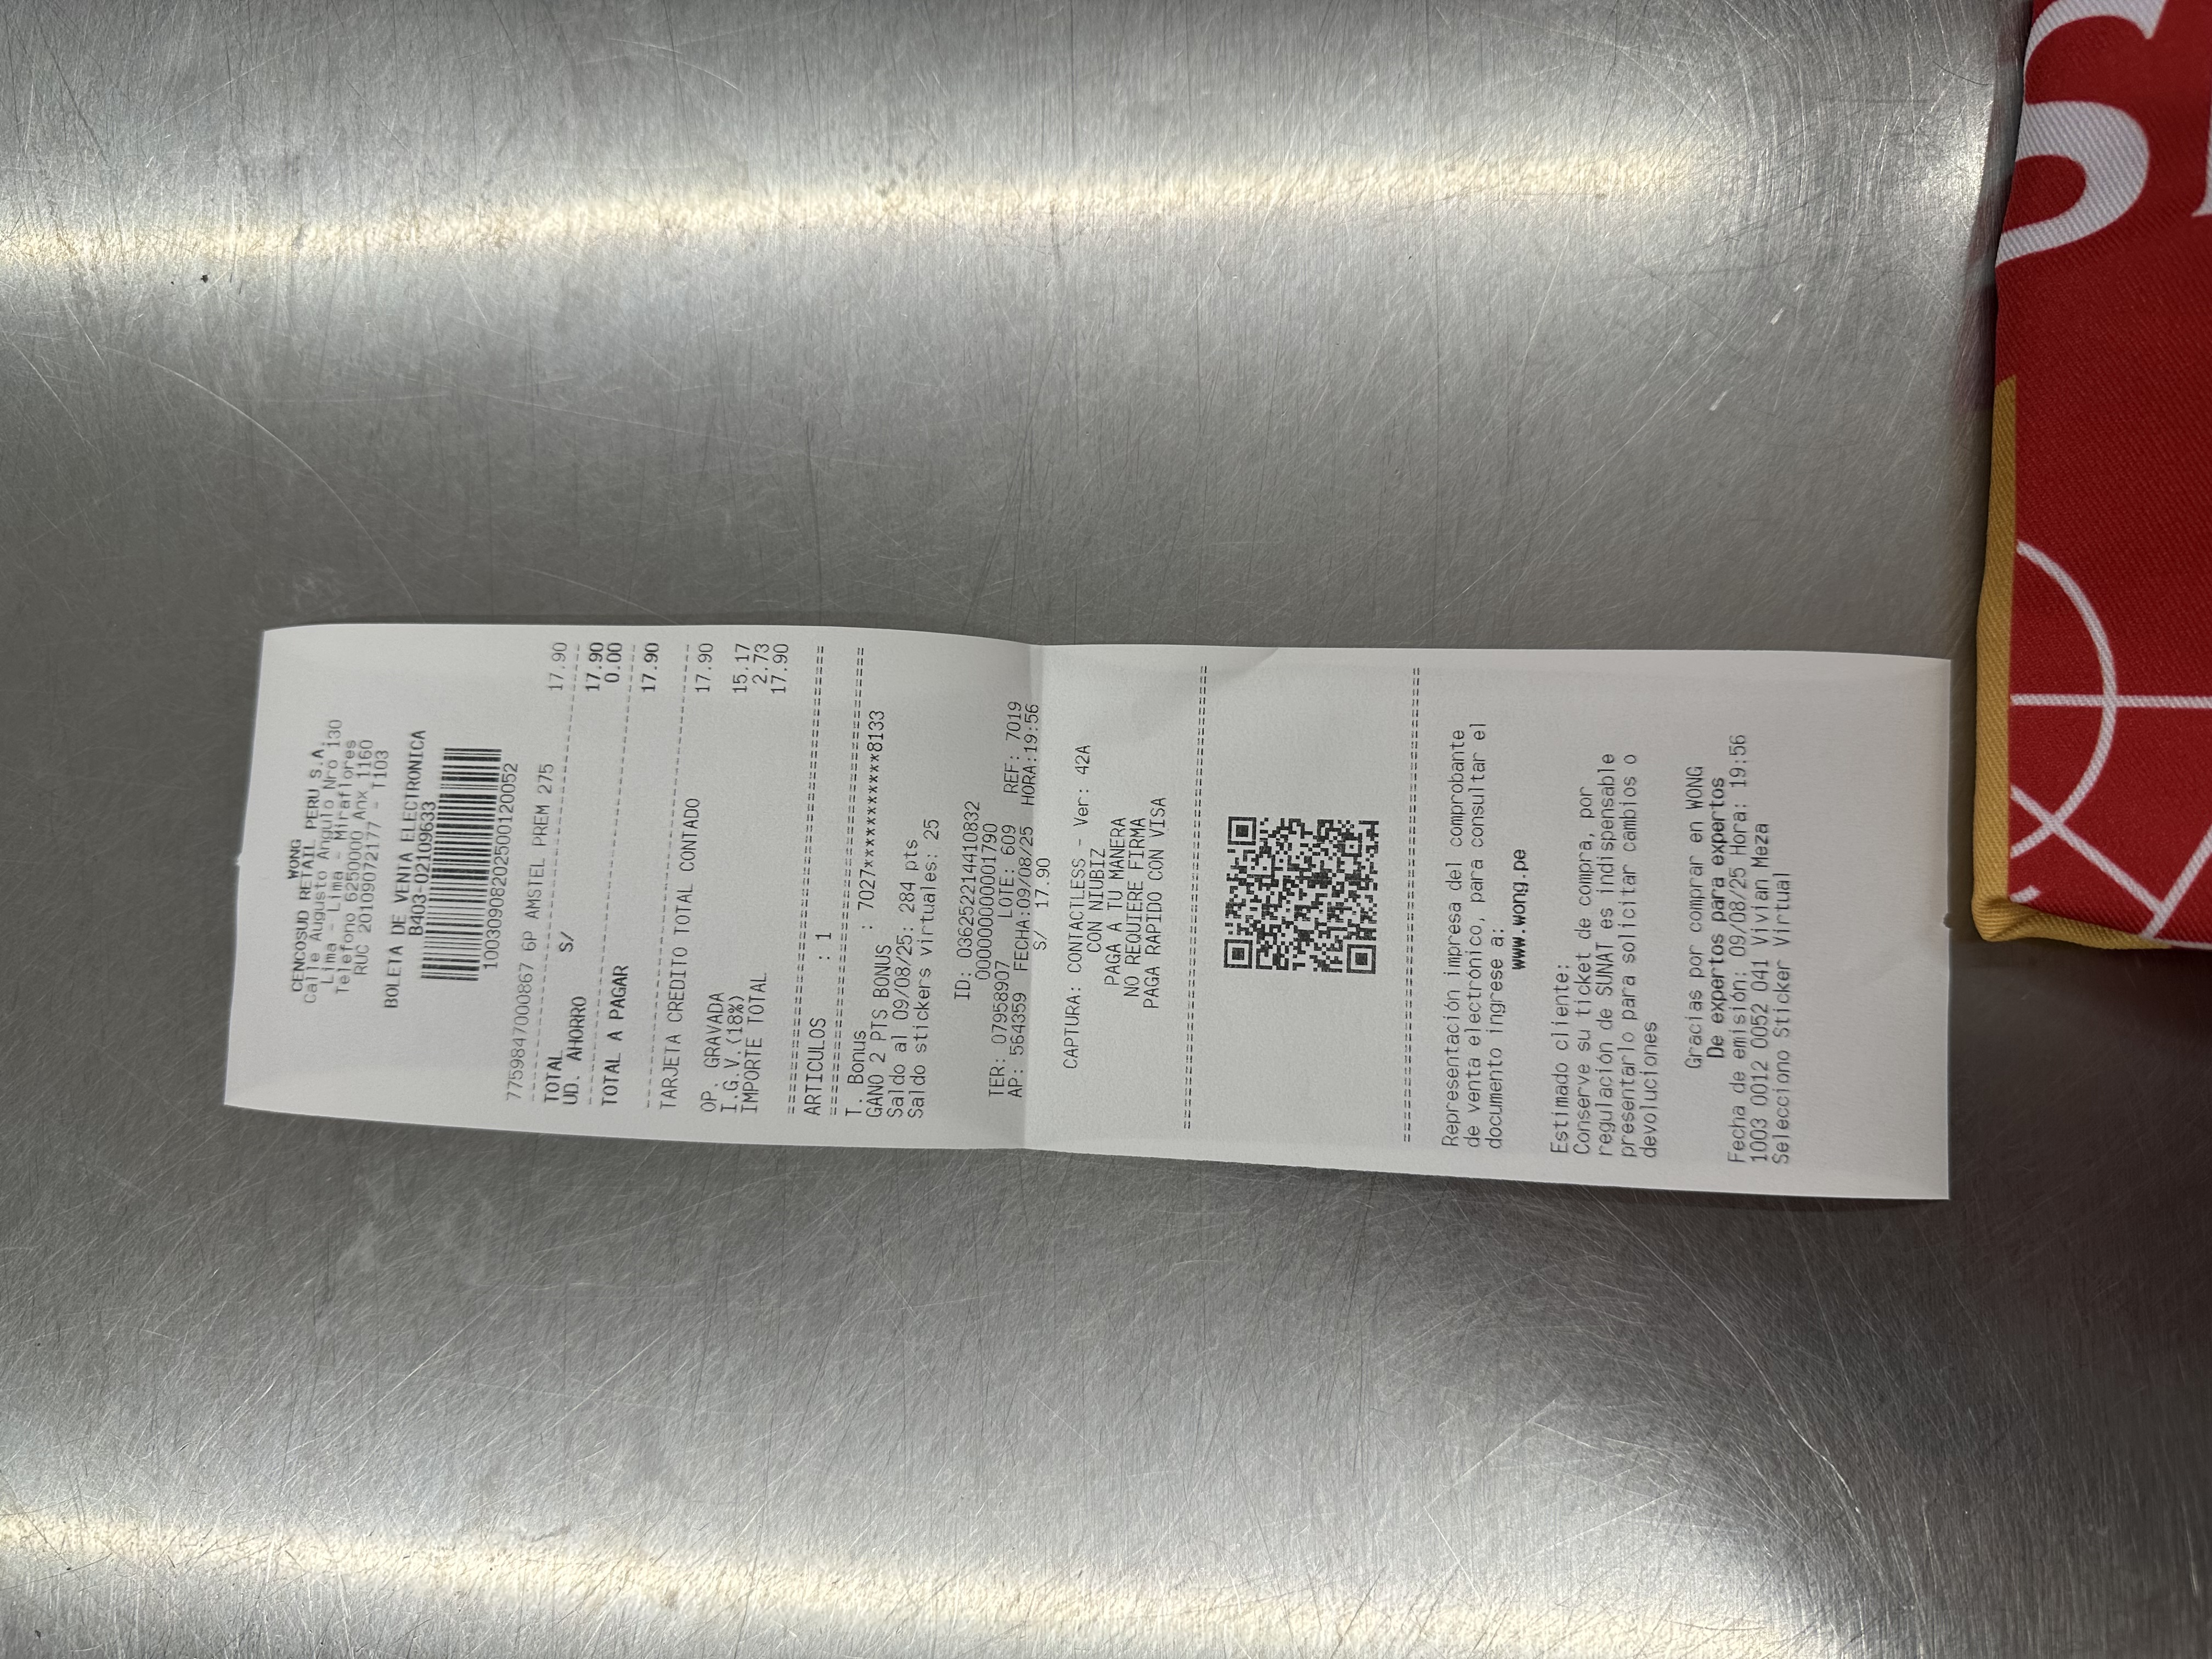 WONG
CENCOSUD RETAIL PERU S.A.
Calle Augusto Angulo Nro 130
Lima - Lima - Miraflores
Telefono 6250000 Anx 1160
RUC 20109072177 - T103
BOLETA DE VENTA ELECTRONICA
B403-02109633
10030908202500120052
7759847000867 6P AMSTEL PREM 275 17.90
TOTAL S/ 17.90
UD. AHORRO 0.00
TOTAL A PAGAR 17.90
TARJETA CREDITO TOTAL CONTADO 17.90
OP. GRAVADA 15.17
I.G.V.(18%) 2.73
IMPORTE TOTAL 17.90
ARTICULOS : 1
T. Bonus : 7027***********8133
GANO 2 PTS BONUS
Saldo al 09/08/25: 284 pts
Saldo stickers virtuales: 25
ID: 036252214410832
000000000001790
TER: 07958907 LOTE: 609 REF: 7019
AP: 564359 FECHA:09/08/25 HORA:19:56
S/ 17.90
CAPTURA: CONTACTLESS - Ver: 42A
CON NIUBIZ
PAGA A TU MANERA
NO REQUIERE FIRMA
PAGA RAPIDO CON VISA
Representación impresa del comprobante
de venta electrónico, para consultar el
documento ingrese a:
www.wong.pe
Estimado cliente:
Conserve su ticket de compra, por
regulación de SUNAT es indispensable
presentarlo para solicitar cambios o
devoluciones
Gracias por comprar en WONG
De expertos para expertos
Fecha de emisión: 09/08/25 Hora: 19:56
1003 0012 0052 041 Vivian Meza
Selecciono Sticker Virtual